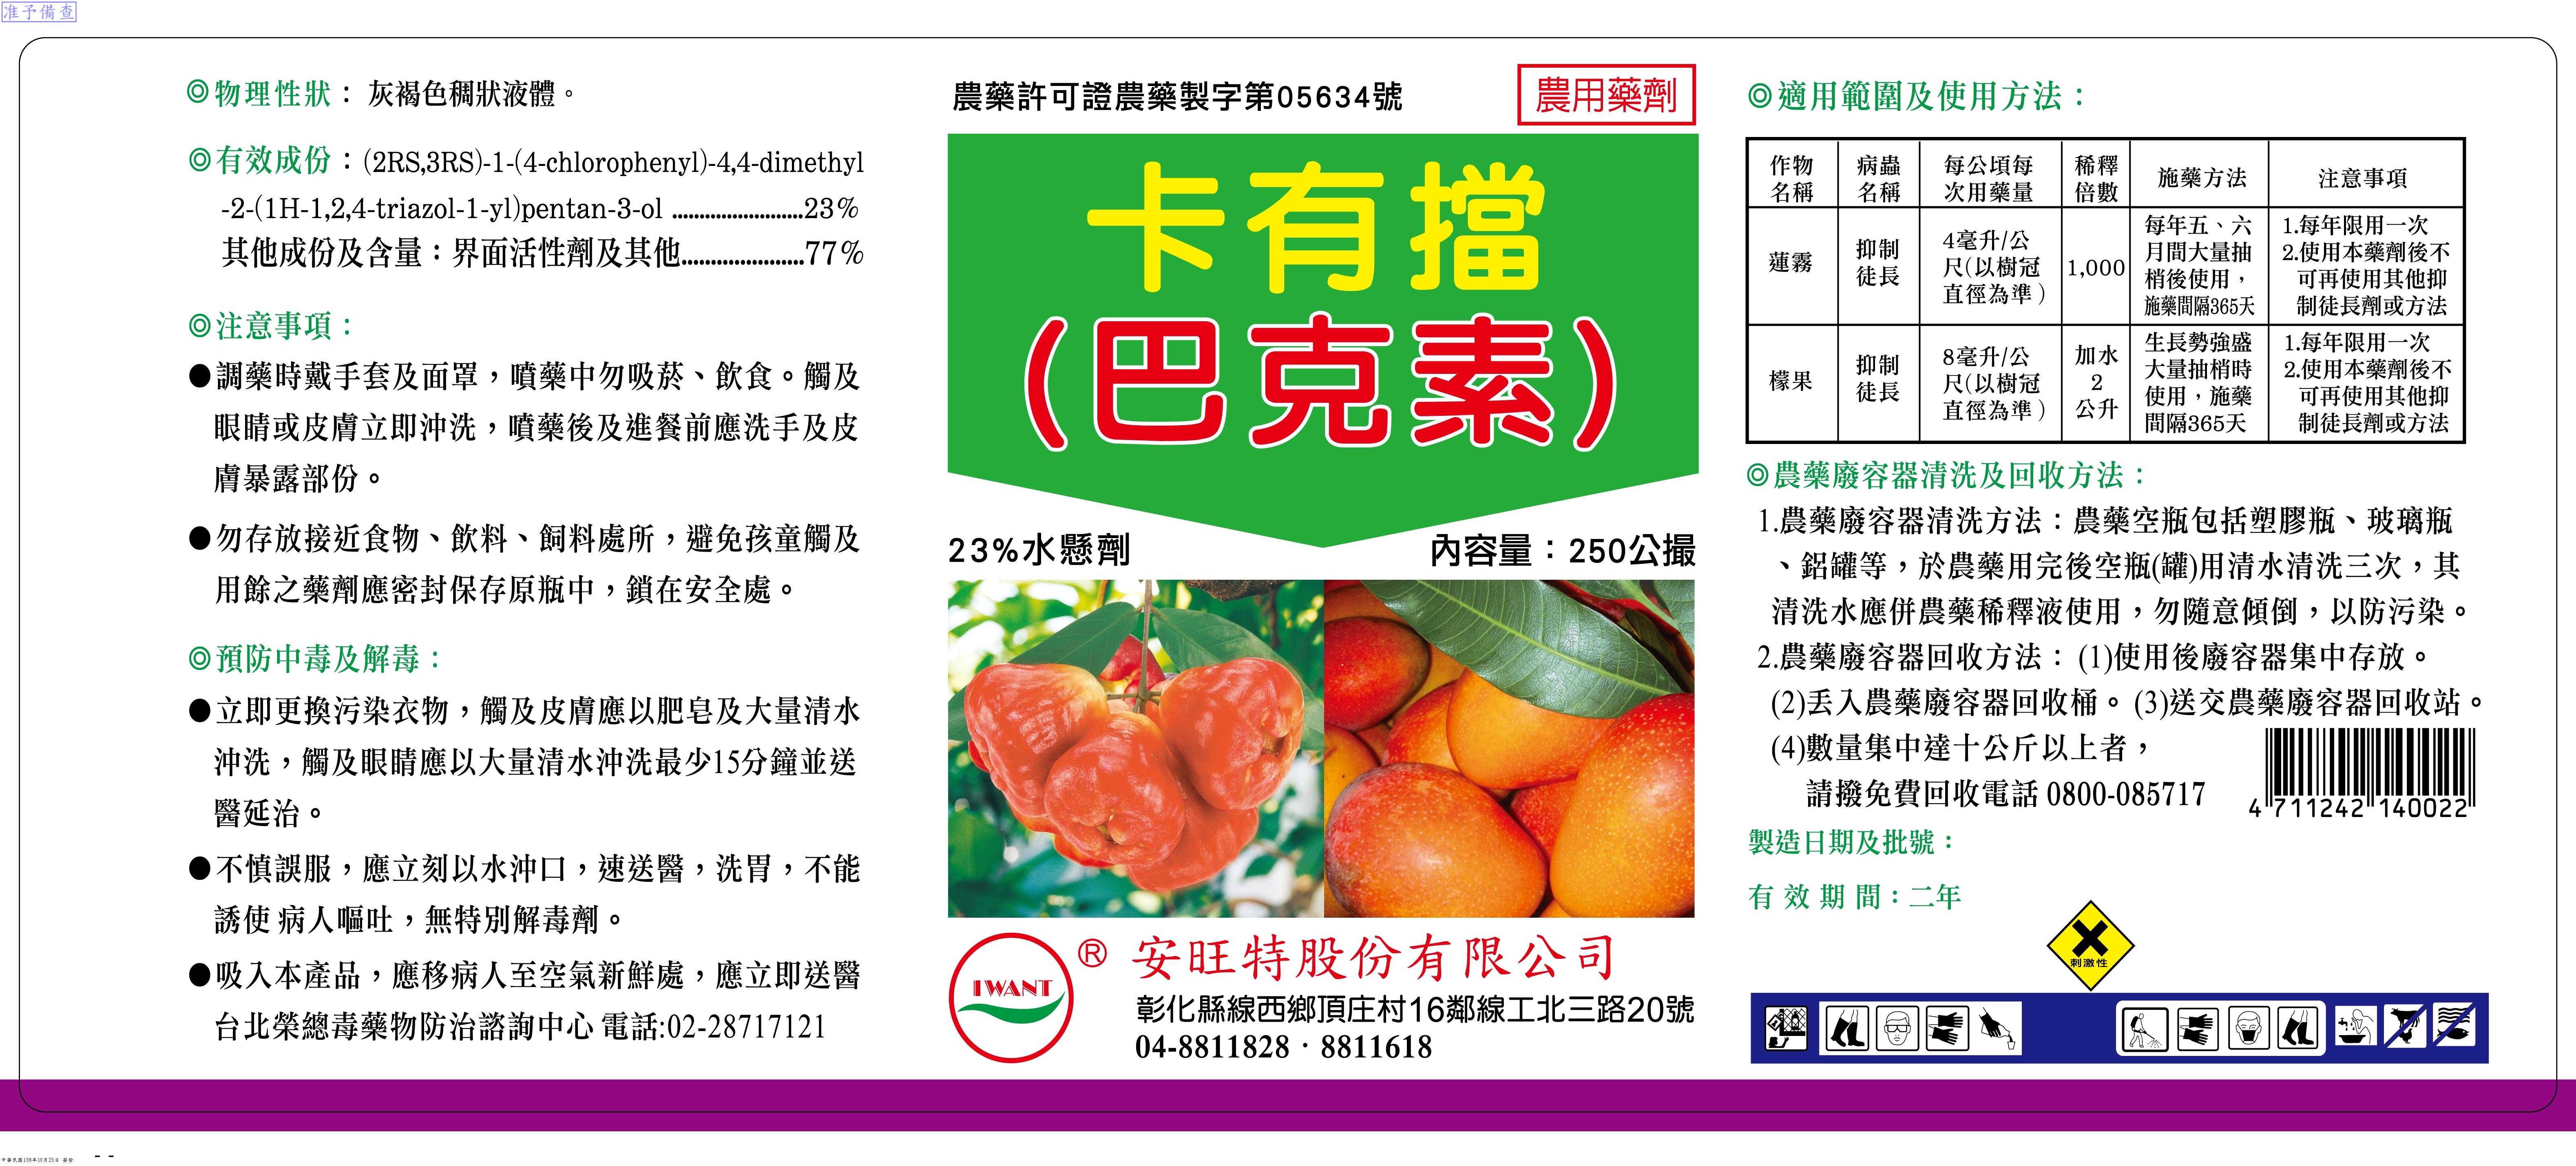 准予備查
◎物理性狀：灰褐色稠狀液體。
◎有效成份：(2RS,3RS)-1-(4-chlorophenyl)-4,4-dimethyl
-2-(1H-1,2,4-triazol-1-yl)pentan-3-ol ........................23%
其他成份及含量：界面活性劑及其他.....................77%
◎注意事項：
●調藥時戴手套及面罩，噴藥中勿吸菸、飲食。觸及
眼睛或皮膚立即沖洗，噴藥後及進餐前應洗手及皮
膚暴露部份。
●勿存放接近食物、飲料、飼料處所，避免孩童觸及
用餘之藥劑應密封保存原瓶中，鎖在安全處。
◎預防中毒及解毒：
●立即更換污染衣物，觸及皮膚應以肥皂及大量清水
沖洗，觸及眼睛應以大量清水沖洗最少15分鐘並送
醫延治。
●不慎誤服，應立刻以水沖口，速送醫，洗胃，不能
誘使 病人嘔吐，無特別解毒劑。
●吸入本產品，應移病人至空氣新鮮處，應立即送醫
台北榮總毒藥物防治諮詢中心 電話:02-28717121
農藥許可證農藥製字第05634號
農用藥劑
卡有擋
(巴克素)
23%水懸劑
內容量：250公撮
IWANT
® 安旺特股份有限公司
彰化縣線西鄉頂庄村16鄰線工北三路20號
04-8811828．8811618
◎適用範圍及使用方法：
作物 病蟲 每公頃每 稀釋 施藥方法 注意事項
名稱 名稱 次用藥量 倍數
蓮霧
抑制
徒長
4毫升/公
尺(以樹冠
直徑為準)
1,000
每年五、六
月間大量抽
梢後使用，
施藥間隔365天
1.每年限用一次
2.使用本藥劑後不
可再使用其他抑
制徒長劑或方法
檬果
抑制
徒長
8毫升/公
尺(以樹冠
直徑為準)
加水
2
公升
生長勢強盛
大量抽梢時
使用，施藥
間隔365天
1.每年限用一次
2.使用本藥劑後不
可再使用其他抑
制徒長劑或方法
◎農藥廢容器清洗及回收方法：
1.農藥廢容器清洗方法：農藥空瓶包括塑膠瓶、玻璃瓶
、鋁罐等，於農藥用完後空瓶(罐)用清水清洗三次，其
清洗水應併農藥稀釋液使用，勿隨意傾倒，以防污染。
2.農藥廢容器回收方法：(1)使用後廢容器集中存放。
(2)丟入農藥廢容器回收桶。(3)送交農藥廢容器回收站。
(4)數量集中達十公斤以上者，
請撥免費回收電話 0800-085717
4 711242 140022
製造日期及批號：
有效期間：二年
刺激性
中華民國106年10月25日